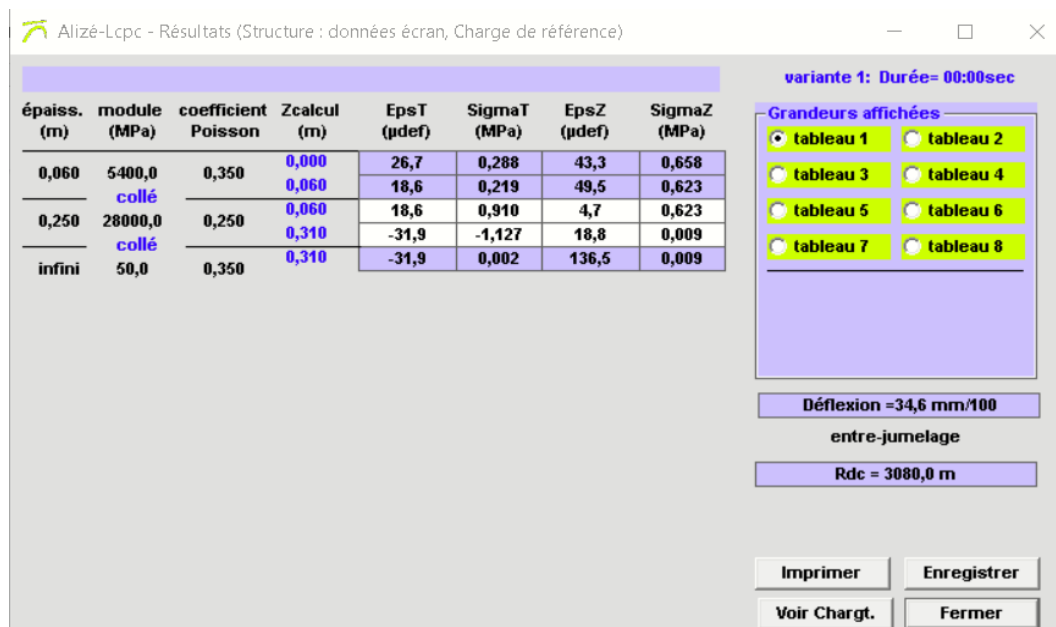 Alizé-Lcpc - Résultats (Structure : données écran, Charge de référence)
variante 1: Durée= 00:00sec
épaiss. module coefficient Zcalcul EpsT SigmaT EpsZ SigmaZ
(m) (MPa) Poisson (m) (µdef) (MPa) (µdef) (MPa)
0,000 26,7 0,288 43,3 0,658
0,060 5400,0 0,350
0,060 18,6 0,219 49,5 0,623
collé
0,060 18,6 0,910 4,7 0,623
0,250 28000,0 0,250
0,310 -31,9 -1,127 18,8 0,009
collé
0,310 -31,9 0,002 136,5 0,009
infini 50,0 0,350
Grandeurs affichées
tableau 1 tableau 2
tableau 3 tableau 4
tableau 5 tableau 6
tableau 7 tableau 8
Déflexion =34,6 mm/100
entre-jumelage
Rdc = 3080,0 m
Imprimer Enregistrer
Voir Chargt. Fermer